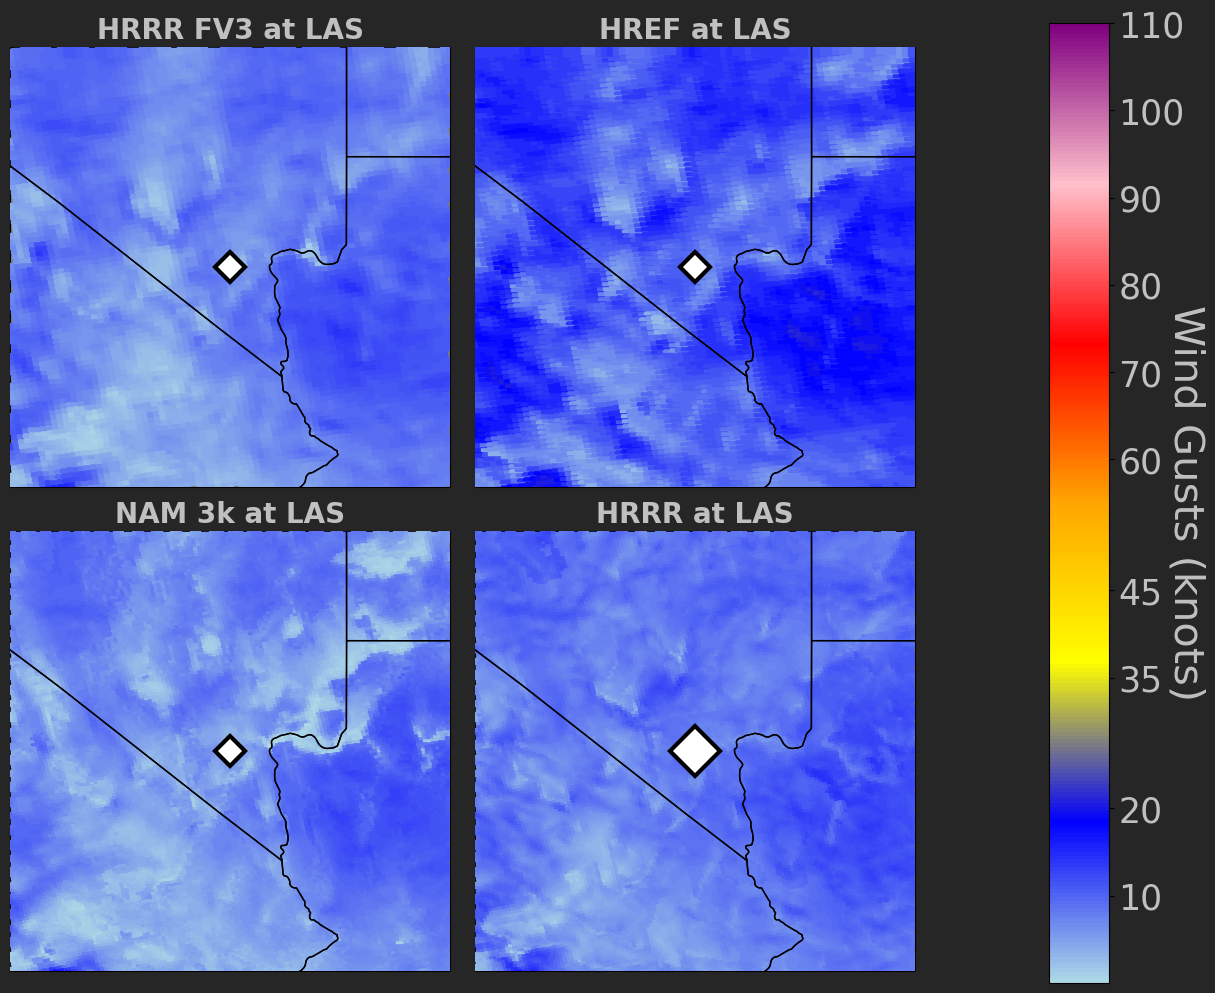 HRRR FV3 at LAS
HREF at LAS
NAM 3k at LAS
HRRR at LAS
110
100
90
80
70
60
45
35
20
10
Wind Gusts (knots)